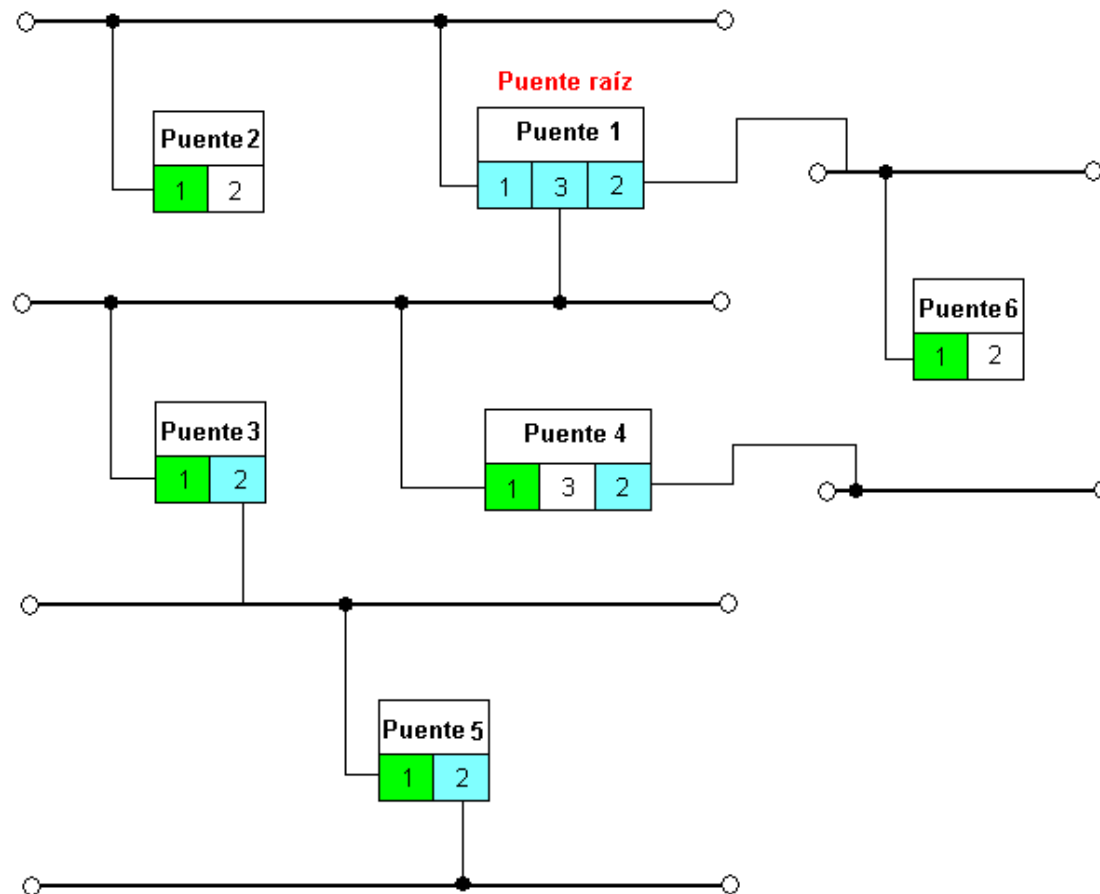 Puente raíz
Puente 2
1 2
Puente 1
1 3 2
Puente 6
1 2
Puente 3
1 2
Puente 4
1 3 2
Puente 5
1 2